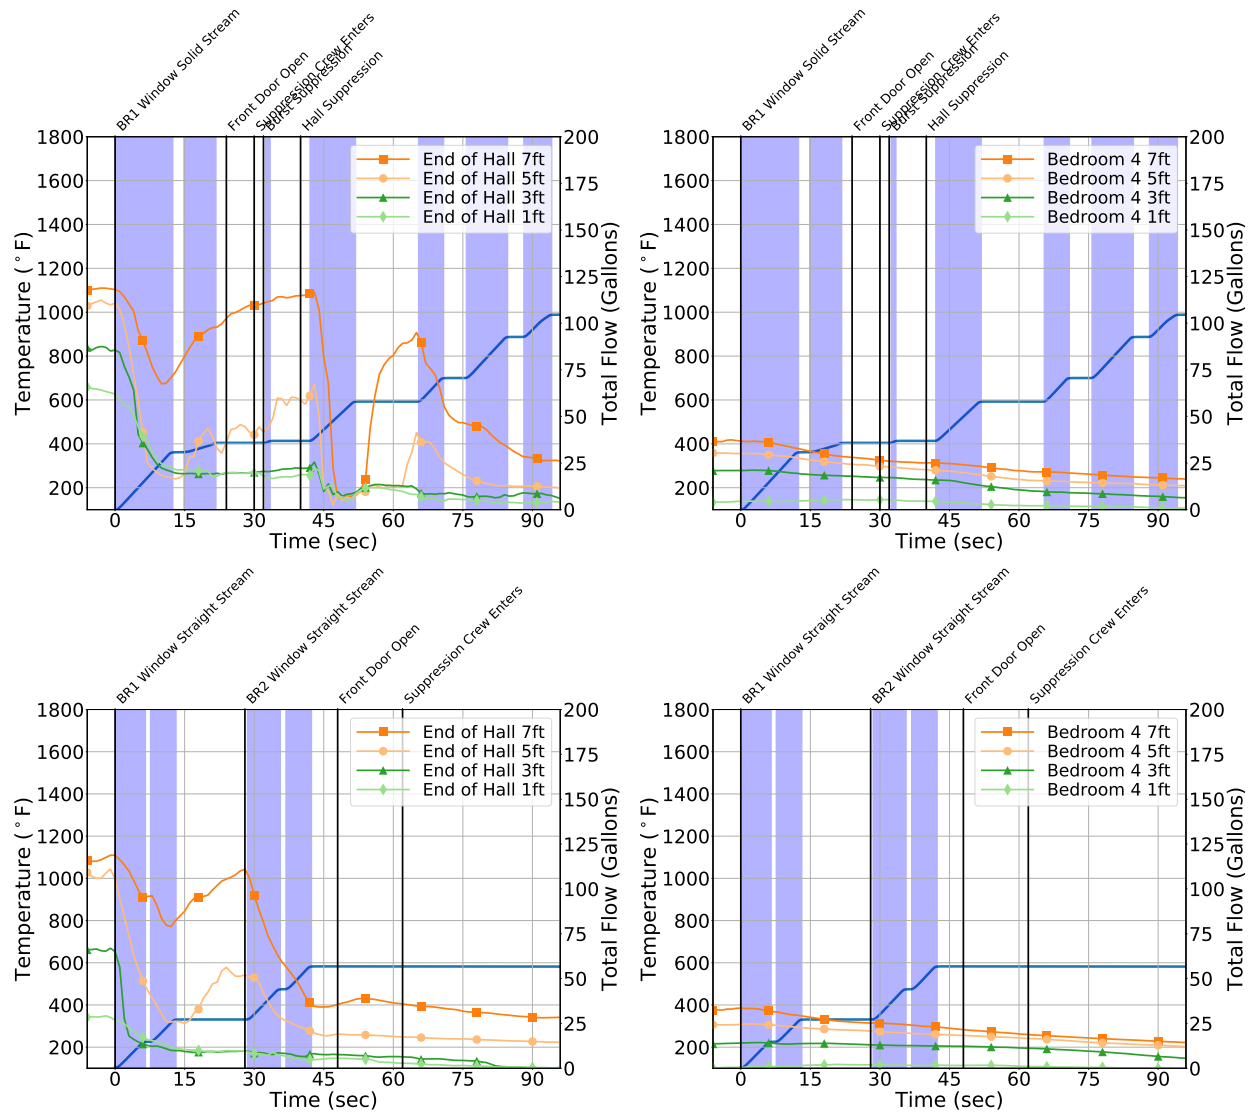 BR1 Window Solid Stream
Front Door Open
Suppression Crew Enters
Burst Suppression
Hall Suppression
1800
1600
1400
1200
1000
800
600
400
200
Temperature (°F)
200
175
150
125
100
75
50
25
0
Total Flow (Gallons)
End of Hall 7ft
End of Hall 5ft
End of Hall 3ft
End of Hall 1ft
0 15 30 45 60 75 90
Time (sec)
BR1 Window Solid Stream
Front Door Open
Suppression Crew Enters
Burst Suppression
Hall Suppression
1800
1600
1400
1200
1000
800
600
400
200
Temperature (°F)
200
175
150
125
100
75
50
25
0
Total Flow (Gallons)
Bedroom 4 7ft
Bedroom 4 5ft
Bedroom 4 3ft
Bedroom 4 1ft
0 15 30 45 60 75 90
Time (sec)
BR1 Window Straight Stream
BR2 Window Straight Stream
Front Door Open
Suppression Crew Enters
1800
1600
1400
1200
1000
800
600
400
200
Temperature (°F)
200
175
150
125
100
75
50
25
0
Total Flow (Gallons)
End of Hall 7ft
End of Hall 5ft
End of Hall 3ft
End of Hall 1ft
0 15 30 45 60 75 90
Time (sec)
BR1 Window Straight Stream
BR2 Window Straight Stream
Front Door Open
Suppression Crew Enters
1800
1600
1400
1200
1000
800
600
400
200
Temperature (°F)
200
175
150
125
100
75
50
25
0
Total Flow (Gallons)
Bedroom 4 7ft
Bedroom 4 5ft
Bedroom 4 3ft
Bedroom 4 1ft
0 15 30 45 60 75 90
Time (sec)